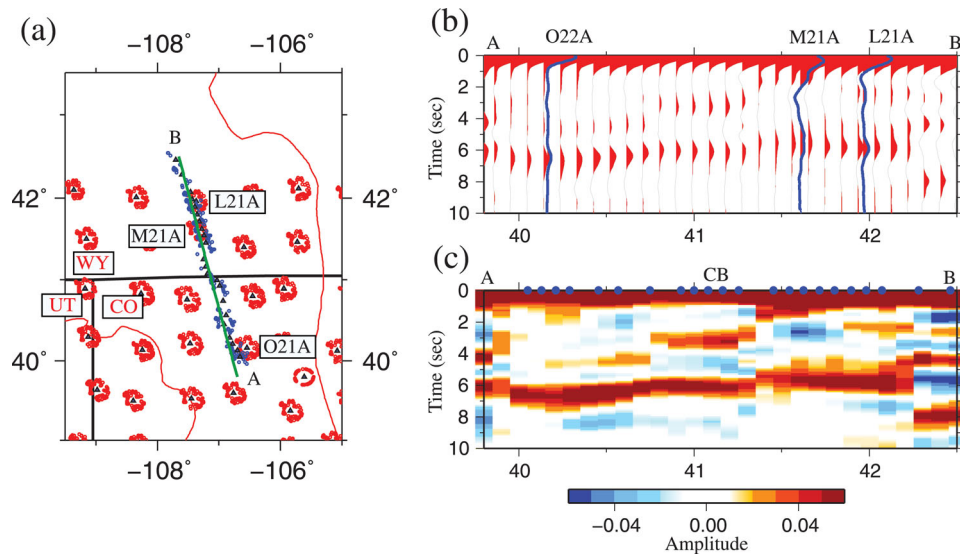 (a)
−108˚ −106˚
B
42˚ 42˚
L21A
M21A
WY
UT CO
O21A
40˚ 40˚
A
−108˚ −106˚
(b)
A O22A M21A L21A B
0
2
4
6
8
10
Time (sec)
40 41 42
(c)
A CB B
0
2
4
6
8
10
Time (sec)
40 41 42
−0.04 0.00 0.04
Amplitude